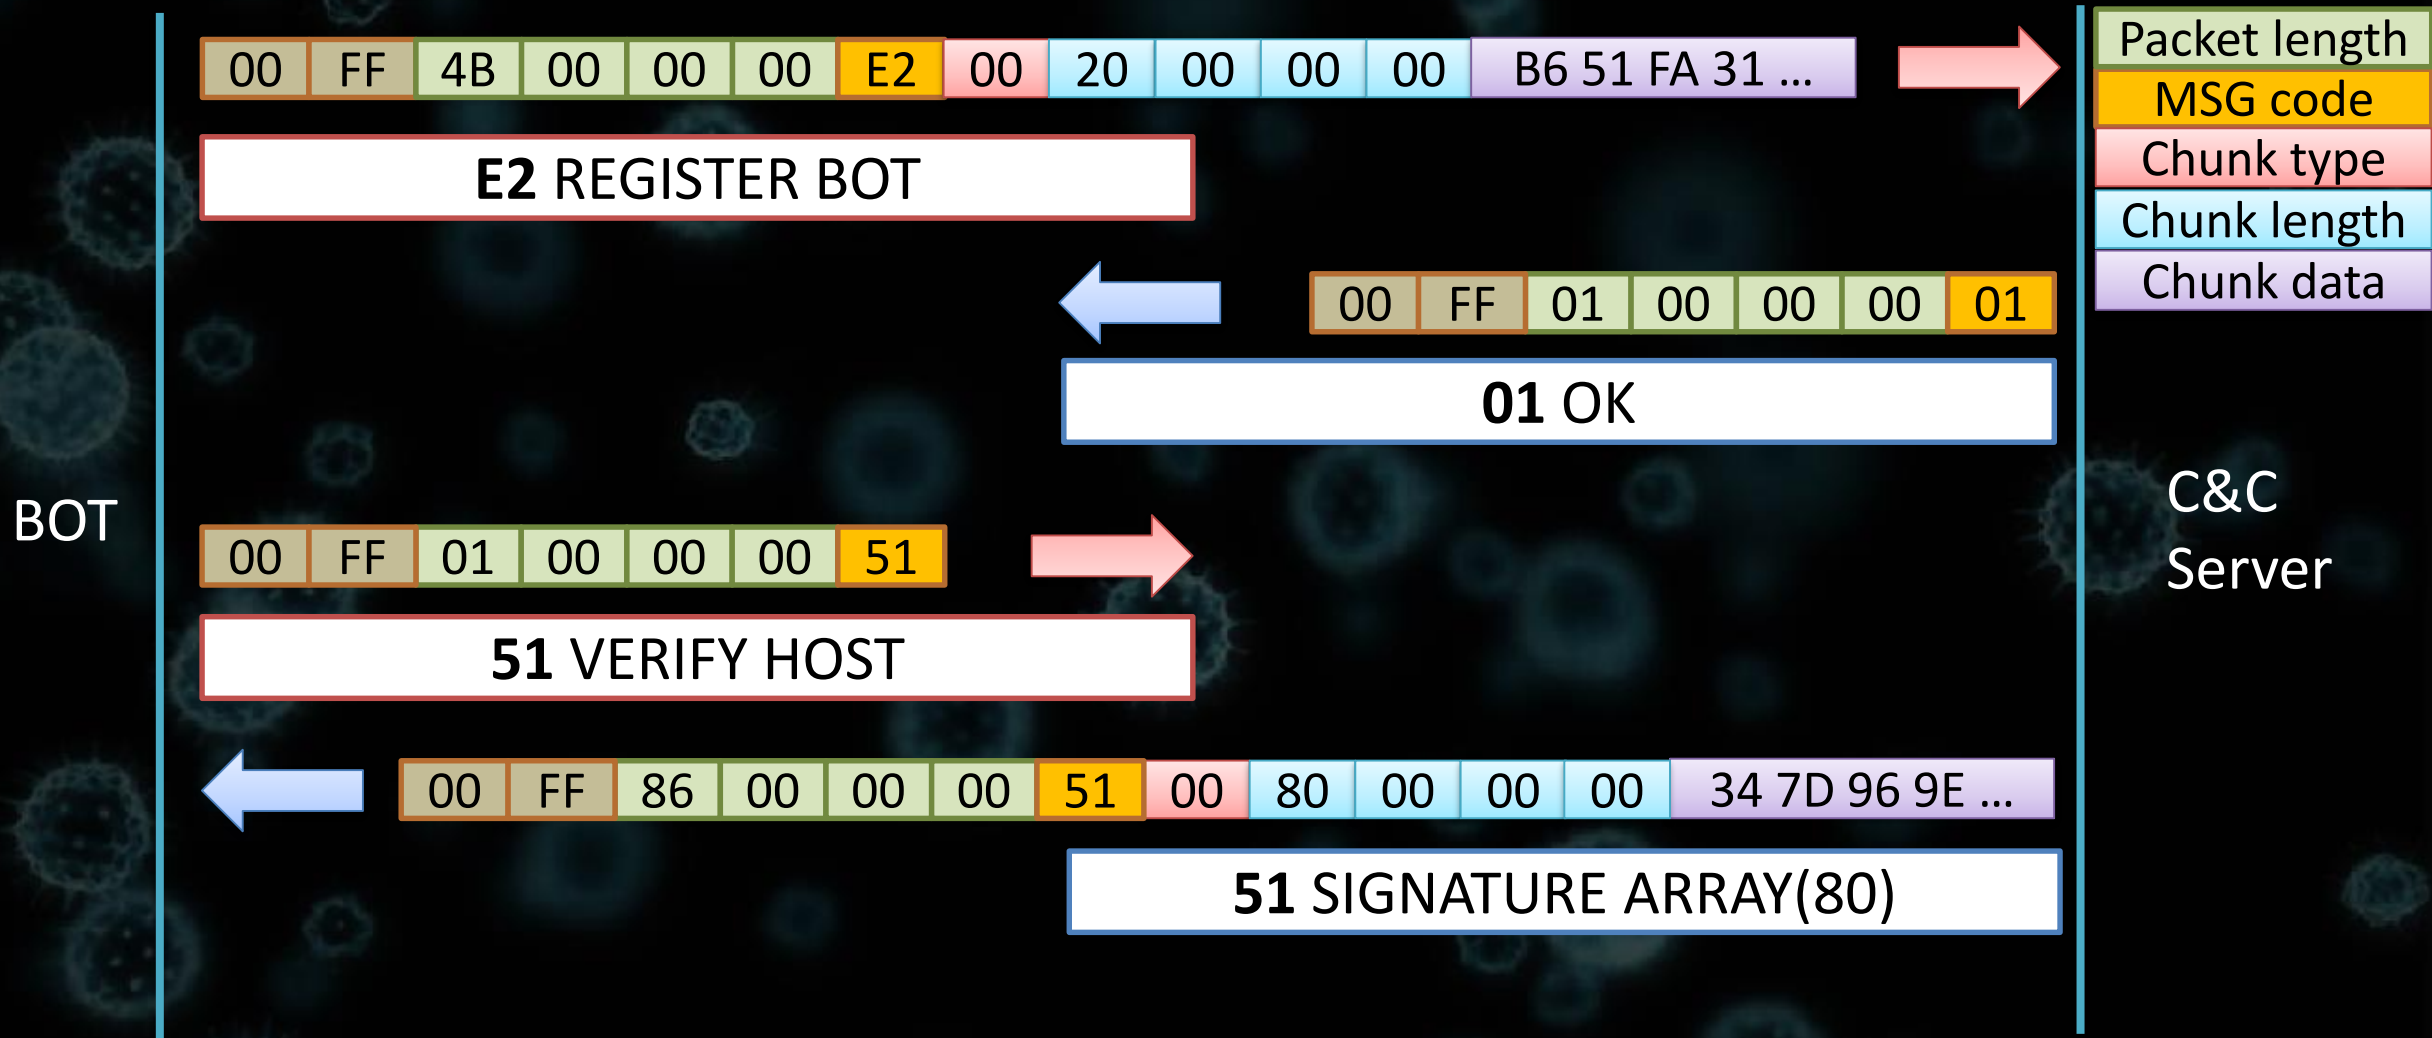 00 FF 4B 00 00 00 E2 00 20 00 00 00 B6 51 FA 31 ...
E2 REGISTER BOT
00 FF 01 00 00 00 01
01 OK
00 FF 01 00 00 00 51
51 VERIFY HOST
00 FF 86 00 00 00 51 00 80 00 00 00 34 7D 96 9E ...
51 SIGNATURE ARRAY(80)
BOT
C&C
Server
Packet length
MSG code
Chunk type
Chunk length
Chunk data